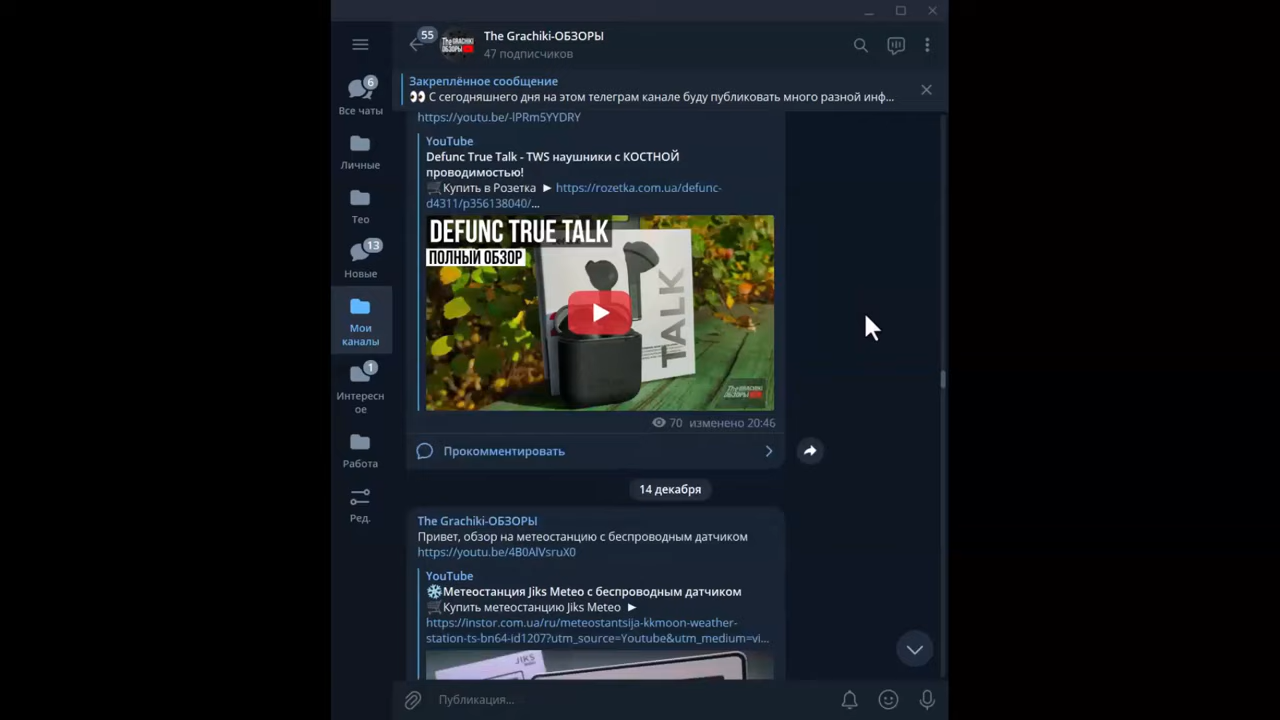 55
The Grachiki-ОБЗОРЫ
47 подписчиков
Закреплённое сообщение
👀 С сегодняшнего дня на этом телеграм канале буду публиковать много разной инф...
6
Все чаты
Личные
Тео
13
Новые
Мои
каналы
1
Интересн
ое
Работа
Ред.
https://youtu.be/-lPRm5YYDRY
YouTube
Defunc True Talk - TWS наушники с КОСТНОЙ
проводимостью!
🛒Купить в Розетка ► https://rozetka.com.ua/defunc-
d4311/p356138040/...
DEFUNC TRUE TALK
ПОЛНЫЙ ОБЗОР
TALK
The GRACHIKI
ОБЗОРЫ
70 изменено 20:46
Прокомментировать
14 декабря
The Grachiki-ОБЗОРЫ
Привет, обзор на метеостанцию с беспроводным датчиком
https://youtu.be/4B0AlVsruX0
YouTube
❄️Метеостанция Jiks Meteo с беспроводным датчиком
🛒Купить метеостанцию Jiks Meteo ►
https://instor.com.ua/ru/meteostantsija-kkmoon-weather-
station-ts-bn64-id1207?utm_source=Youtube&utm_medium=vi...
JIKS
Публикация...